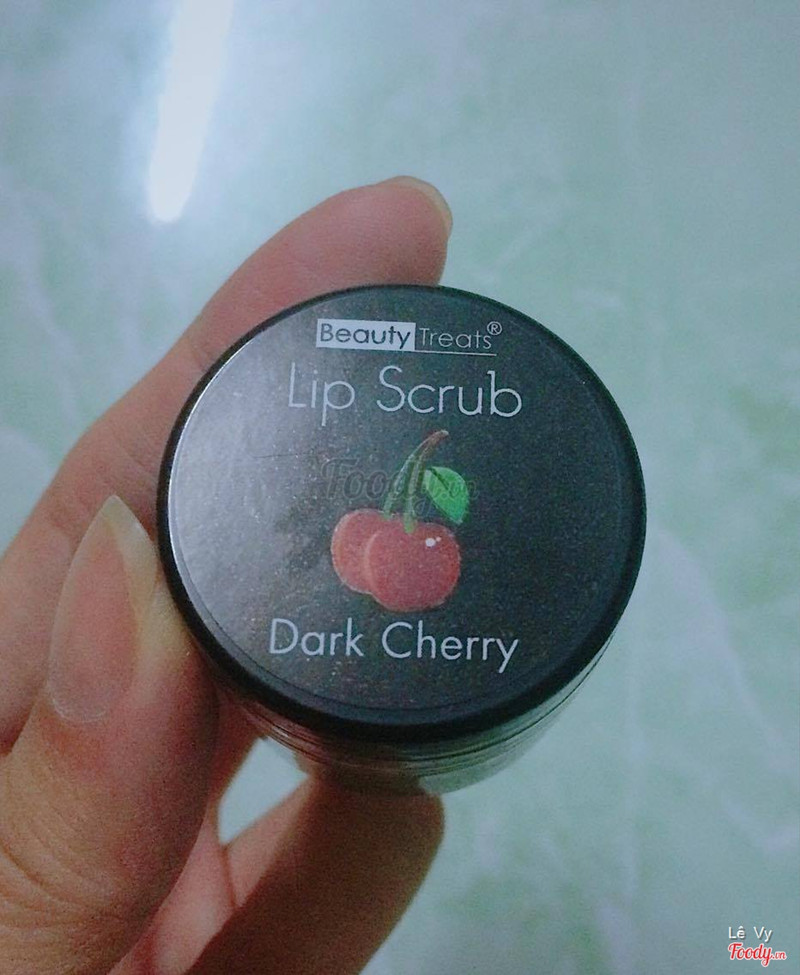 Beauty Treats®
Lip Scrub
Foody.vn
Dark Cherry
Lê Vy
Foody.vn